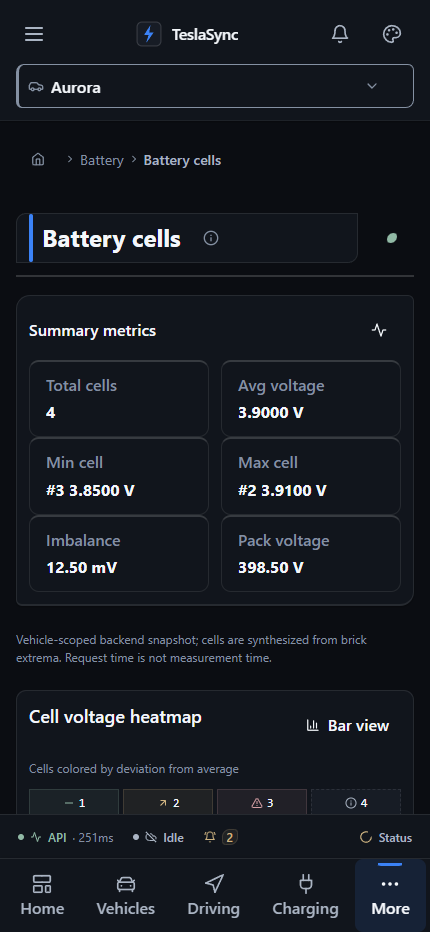 TeslaSync
Aurora
Battery
Battery cells
Battery cells
Summary metrics
Total cells
4
Avg voltage
3.9000 V
Min cell
#3 3.8500 V
Max cell
#2 3.9100 V
Imbalance
12.50 mV
Pack voltage
398.50 V
Vehicle-scoped backend snapshot; cells are synthesized from brick
extrema. Request time is not measurement time.
Cell voltage heatmap
Bar view
Cells colored by deviation from average
1
2
3
4
API · 251ms
Idle
2
Status
Home
Vehicles
Driving
Charging
More